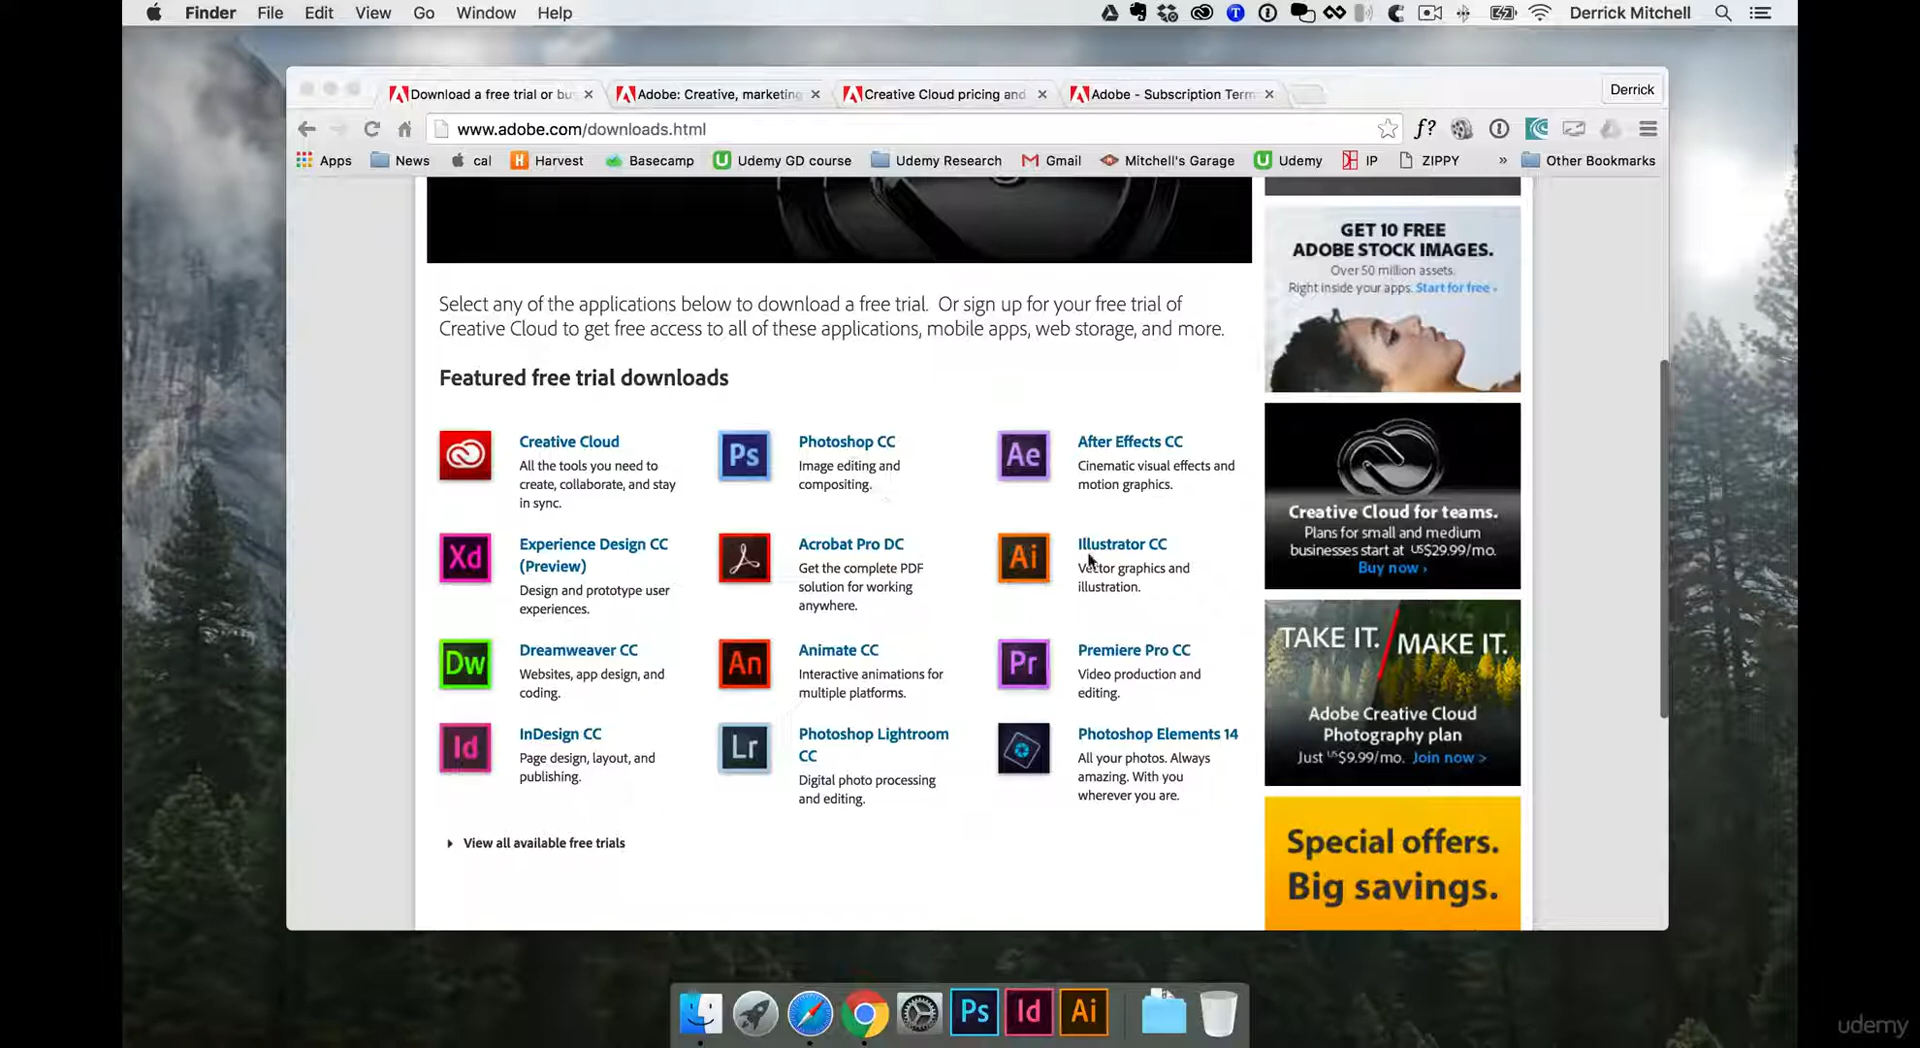 Finder File Edit View Go Window Help Derrick Mitchell
Download a free trial or bu
Adobe: Creative, marketing
Creative Cloud pricing and
Adobe - Subscription Term
Derrick
www.adobe.com/downloads.html
f?
Apps News cal Harvest Basecamp Udemy GD course Udemy Research Gmail Mitchell's Garage Udemy IP ZIPPY » Other Bookmarks
Select any of the applications below to download a free trial. Or sign up for your free trial of
Creative Cloud to get free access to all of these applications, mobile apps, web storage, and more.
Featured free trial downloads
Creative Cloud
All the tools you need to
create, collaborate, and stay
in sync.
Ps
Photoshop CC
Image editing and
compositing.
Ae
After Effects CC
Cinematic visual effects and
motion graphics.
Xd
Experience Design CC
(Preview)
Design and prototype user
experiences.
Acrobat Pro DC
Get the complete PDF
solution for working
anywhere.
Ai
Illustrator CC
Vector graphics and
illustration.
Dw
Dreamweaver CC
Websites, app design, and
coding.
An
Animate CC
Interactive animations for
multiple platforms.
Pr
Premiere Pro CC
Video production and
editing.
Id
InDesign CC
Page design, layout, and
publishing.
Lr
Photoshop Lightroom
CC
Digital photo processing
and editing.
Photoshop Elements 14
All your photos. Always
amazing. With you
wherever you are.
View all available free trials
GET 10 FREE
ADOBE STOCK IMAGES.
Over 50 million assets.
Right inside your apps. Start for free ›
Creative Cloud for teams.
Plans for small and medium
businesses start at US$29.99/mo.
Buy now ›
TAKE IT. / MAKE IT.
Adobe Creative Cloud
Photography plan
Just US$9.99/mo. Join now >
Special offers.
Big savings.
Ps Id Ai
udemy